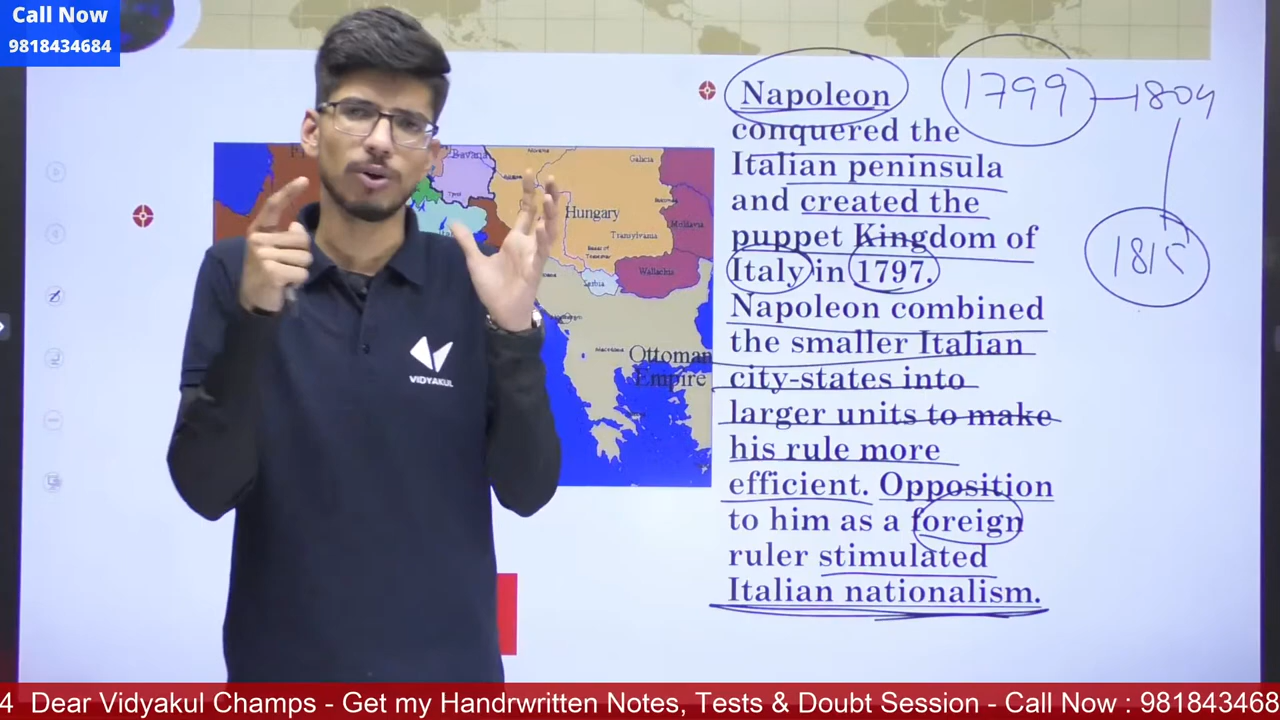 Call Now
9818434684
Napoleon
conquered the
Italian peninsula
and created the
puppet Kingdom of
Italy in 1797.
Napoleon combined
the smaller Italian
city-states into
larger units to make
his rule more
efficient. Opposition
to him as a foreign
ruler stimulated
Italian nationalism.
1799 - 1804
1815
Bavaria
Galicia
Hungary
Transylvania
Moldavia
Wallachia
Serbia
Ottoman
Empire
VIDYAKUL
4 Dear Vidyakul Champs - Get my Handrwritten Notes, Tests & Doubt Session - Call Now : 981843468